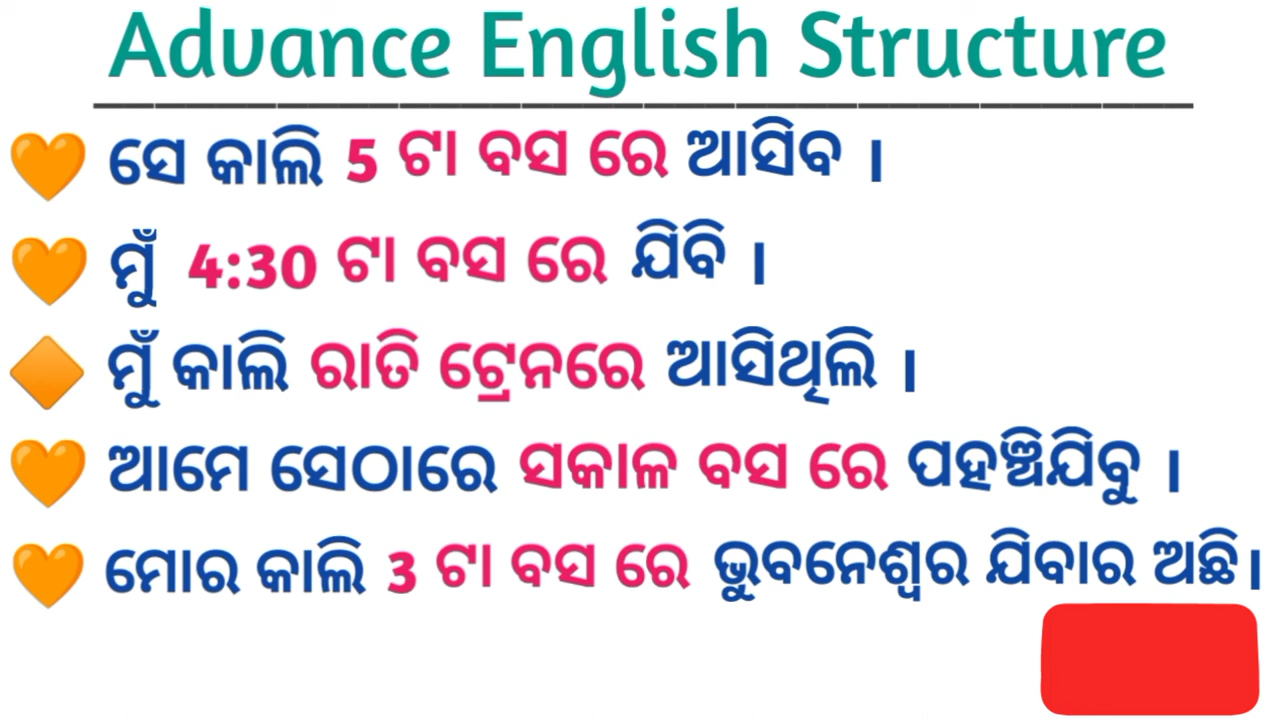 Advance English Structure
ସେ କାଲି 5 ଟା ବସ ରେ ଆସିବ ।
ମୁଁ 4:30 ଟା ବସ ରେ ଯିବି ।
ମୁଁ କାଲି ରାତି ଟ୍ରେନରେ ଆସିଥିଲି ।
ଆମେ ସେଠାରେ ସକାଳ ବସ ରେ ପହଞ୍ଚିଯିବୁ ।
ମୋର କାଲି 3 ଟା ବସ ରେ ଭୁବନେଶ୍ୱର ଯିବାର ଅଛି।